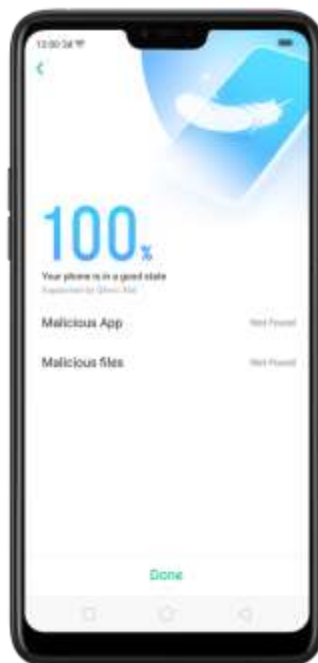 100%
Your phone is in a good state
Malicious App Not Found
Malicious files Not Found
Done